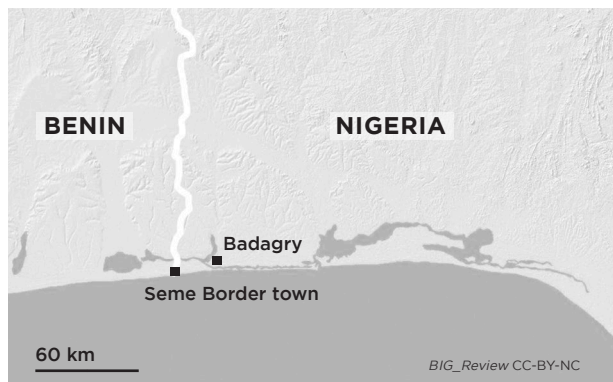 BENIN
NIGERIA
Badagry
Seme Border town
60 km
BIG_Review CC-BY-NC